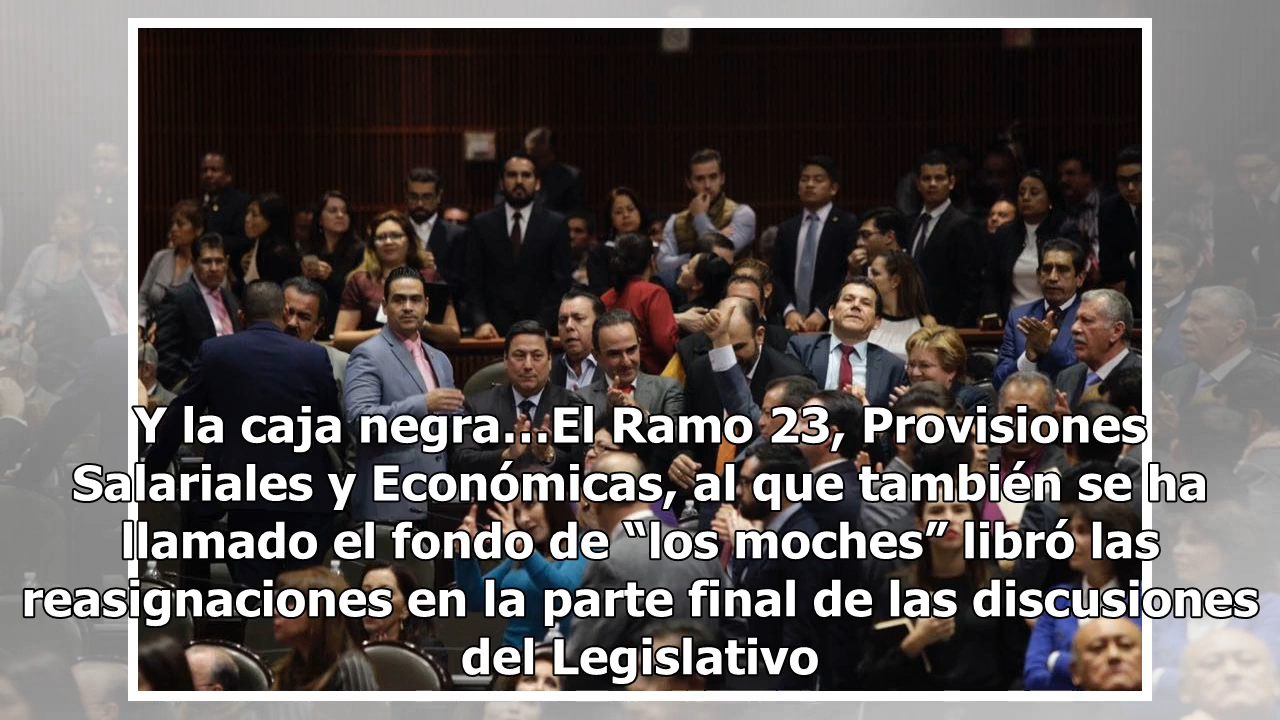 Y la caja negra...El Ramo 23, Provisiones
Salariales y Económicas, al que también se ha
llamado el fondo de “los moches” libró las
reasignaciones en la parte final de las discusiones
del Legislativo